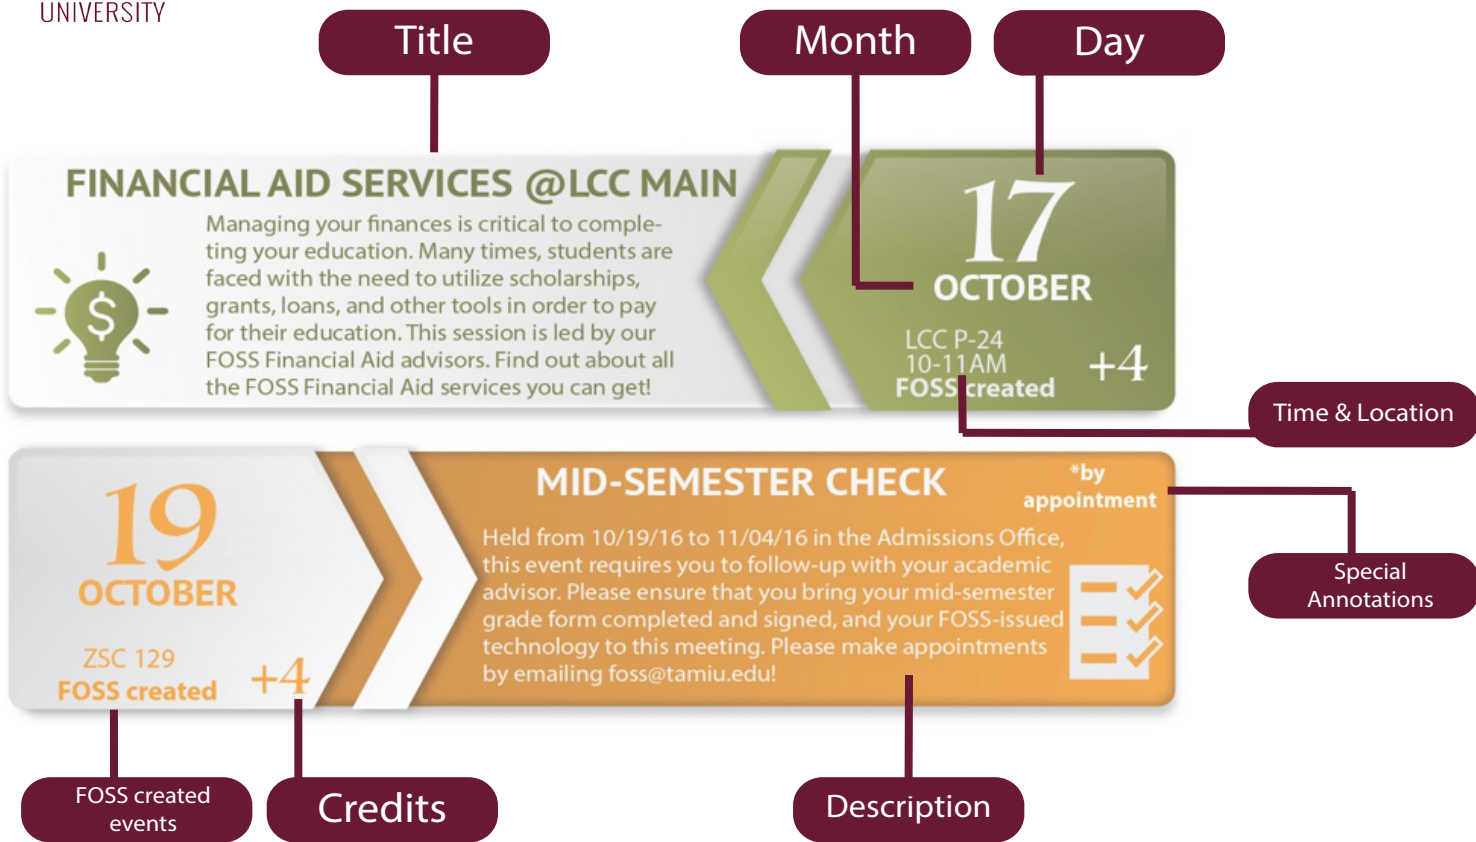 UNIVERSITY
Title
Month
Day
FINANCIAL AID SERVICES @LCC MAIN
Managing your finances is critical to comple-
ting your education. Many times, students are
faced with the need to utilize scholarships,
grants, loans, and other tools in order to pay
for their education. This session is led by our
FOSS Financial Aid advisors. Find out about all
the FOSS Financial Aid services you can get!
$
17
OCTOBER
LCC P-24
10-11AM
FOSS created
+4
Time & Location
19
OCTOBER
ZSC 129
FOSS created
+4
MID-SEMESTER CHECK
*by
appointment
Held from 10/19/16 to 11/04/16 in the Admissions Office,
this event requires you to follow-up with your academic
advisor. Please ensure that you bring your mid-semester
grade form completed and signed, and your FOSS-issued
technology to this meeting. Please make appointments
by emailing foss@tamiu.edu!
Special
Annotations
FOSS created
events
Credits
Description